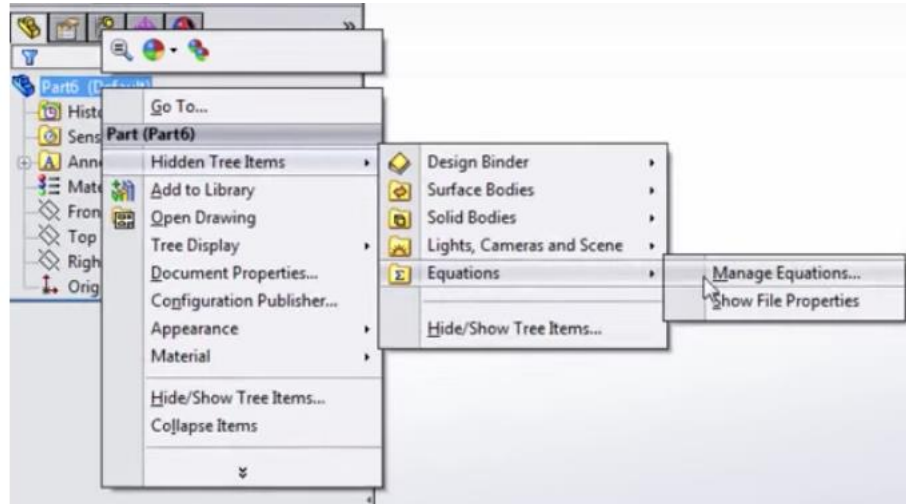 »
Part6 (Default)
Go To...
Part (Part6)
Hidden Tree Items
Add to Library
Open Drawing
Tree Display
Document Properties...
Configuration Publisher...
Appearance
Material
Hide/Show Tree Items...
Collapse Items
Histo
Sens
A Anno
Mate
Fron
Top
Righ
Orig
Design Binder
Surface Bodies
Solid Bodies
Lights, Cameras and Scene
Σ Equations
Hide/Show Tree Items...
Manage Equations...
Show File Properties